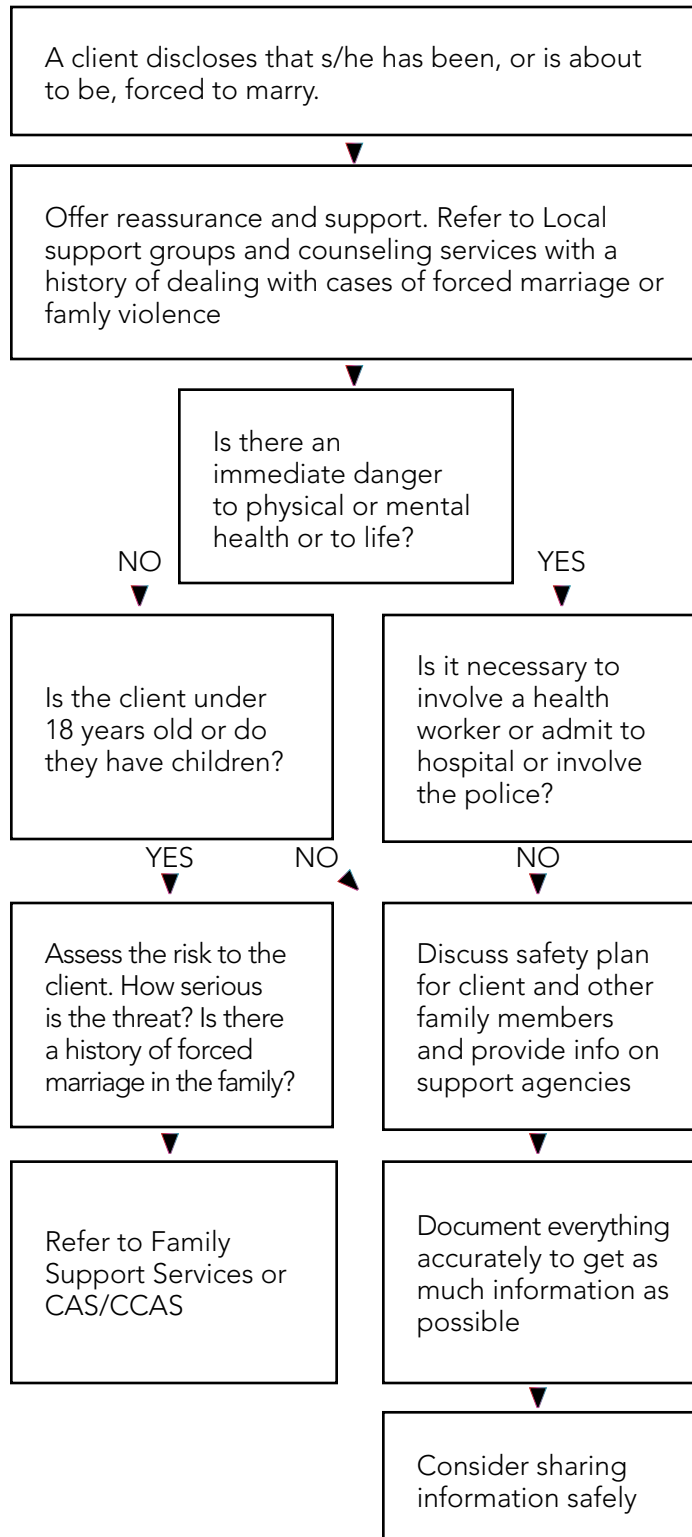 A client discloses that s/he has been, or is about
to be, forced to marry.
Offer reassurance and support. Refer to Local
support groups and counseling services with a
history of dealing with cases of forced marriage or
famly violence
Is there an
immediate danger
to physical or mental
health or to life?
NO
YES
Is the client under
18 years old or do
they have children?
Is it necessary to
involve a health
worker or admit to
hospital or involve
the police?
YES
NO
NO
Assess the risk to the
client. How serious
is the threat? Is there
a history of forced
marriage in the family?
Discuss safety plan
for client and other
family members
and provide info on
support agencies
Refer to Family
Support Services or
CAS/CCAS
Document everything
accurately to get as
much information as
possible
Consider sharing
information safely